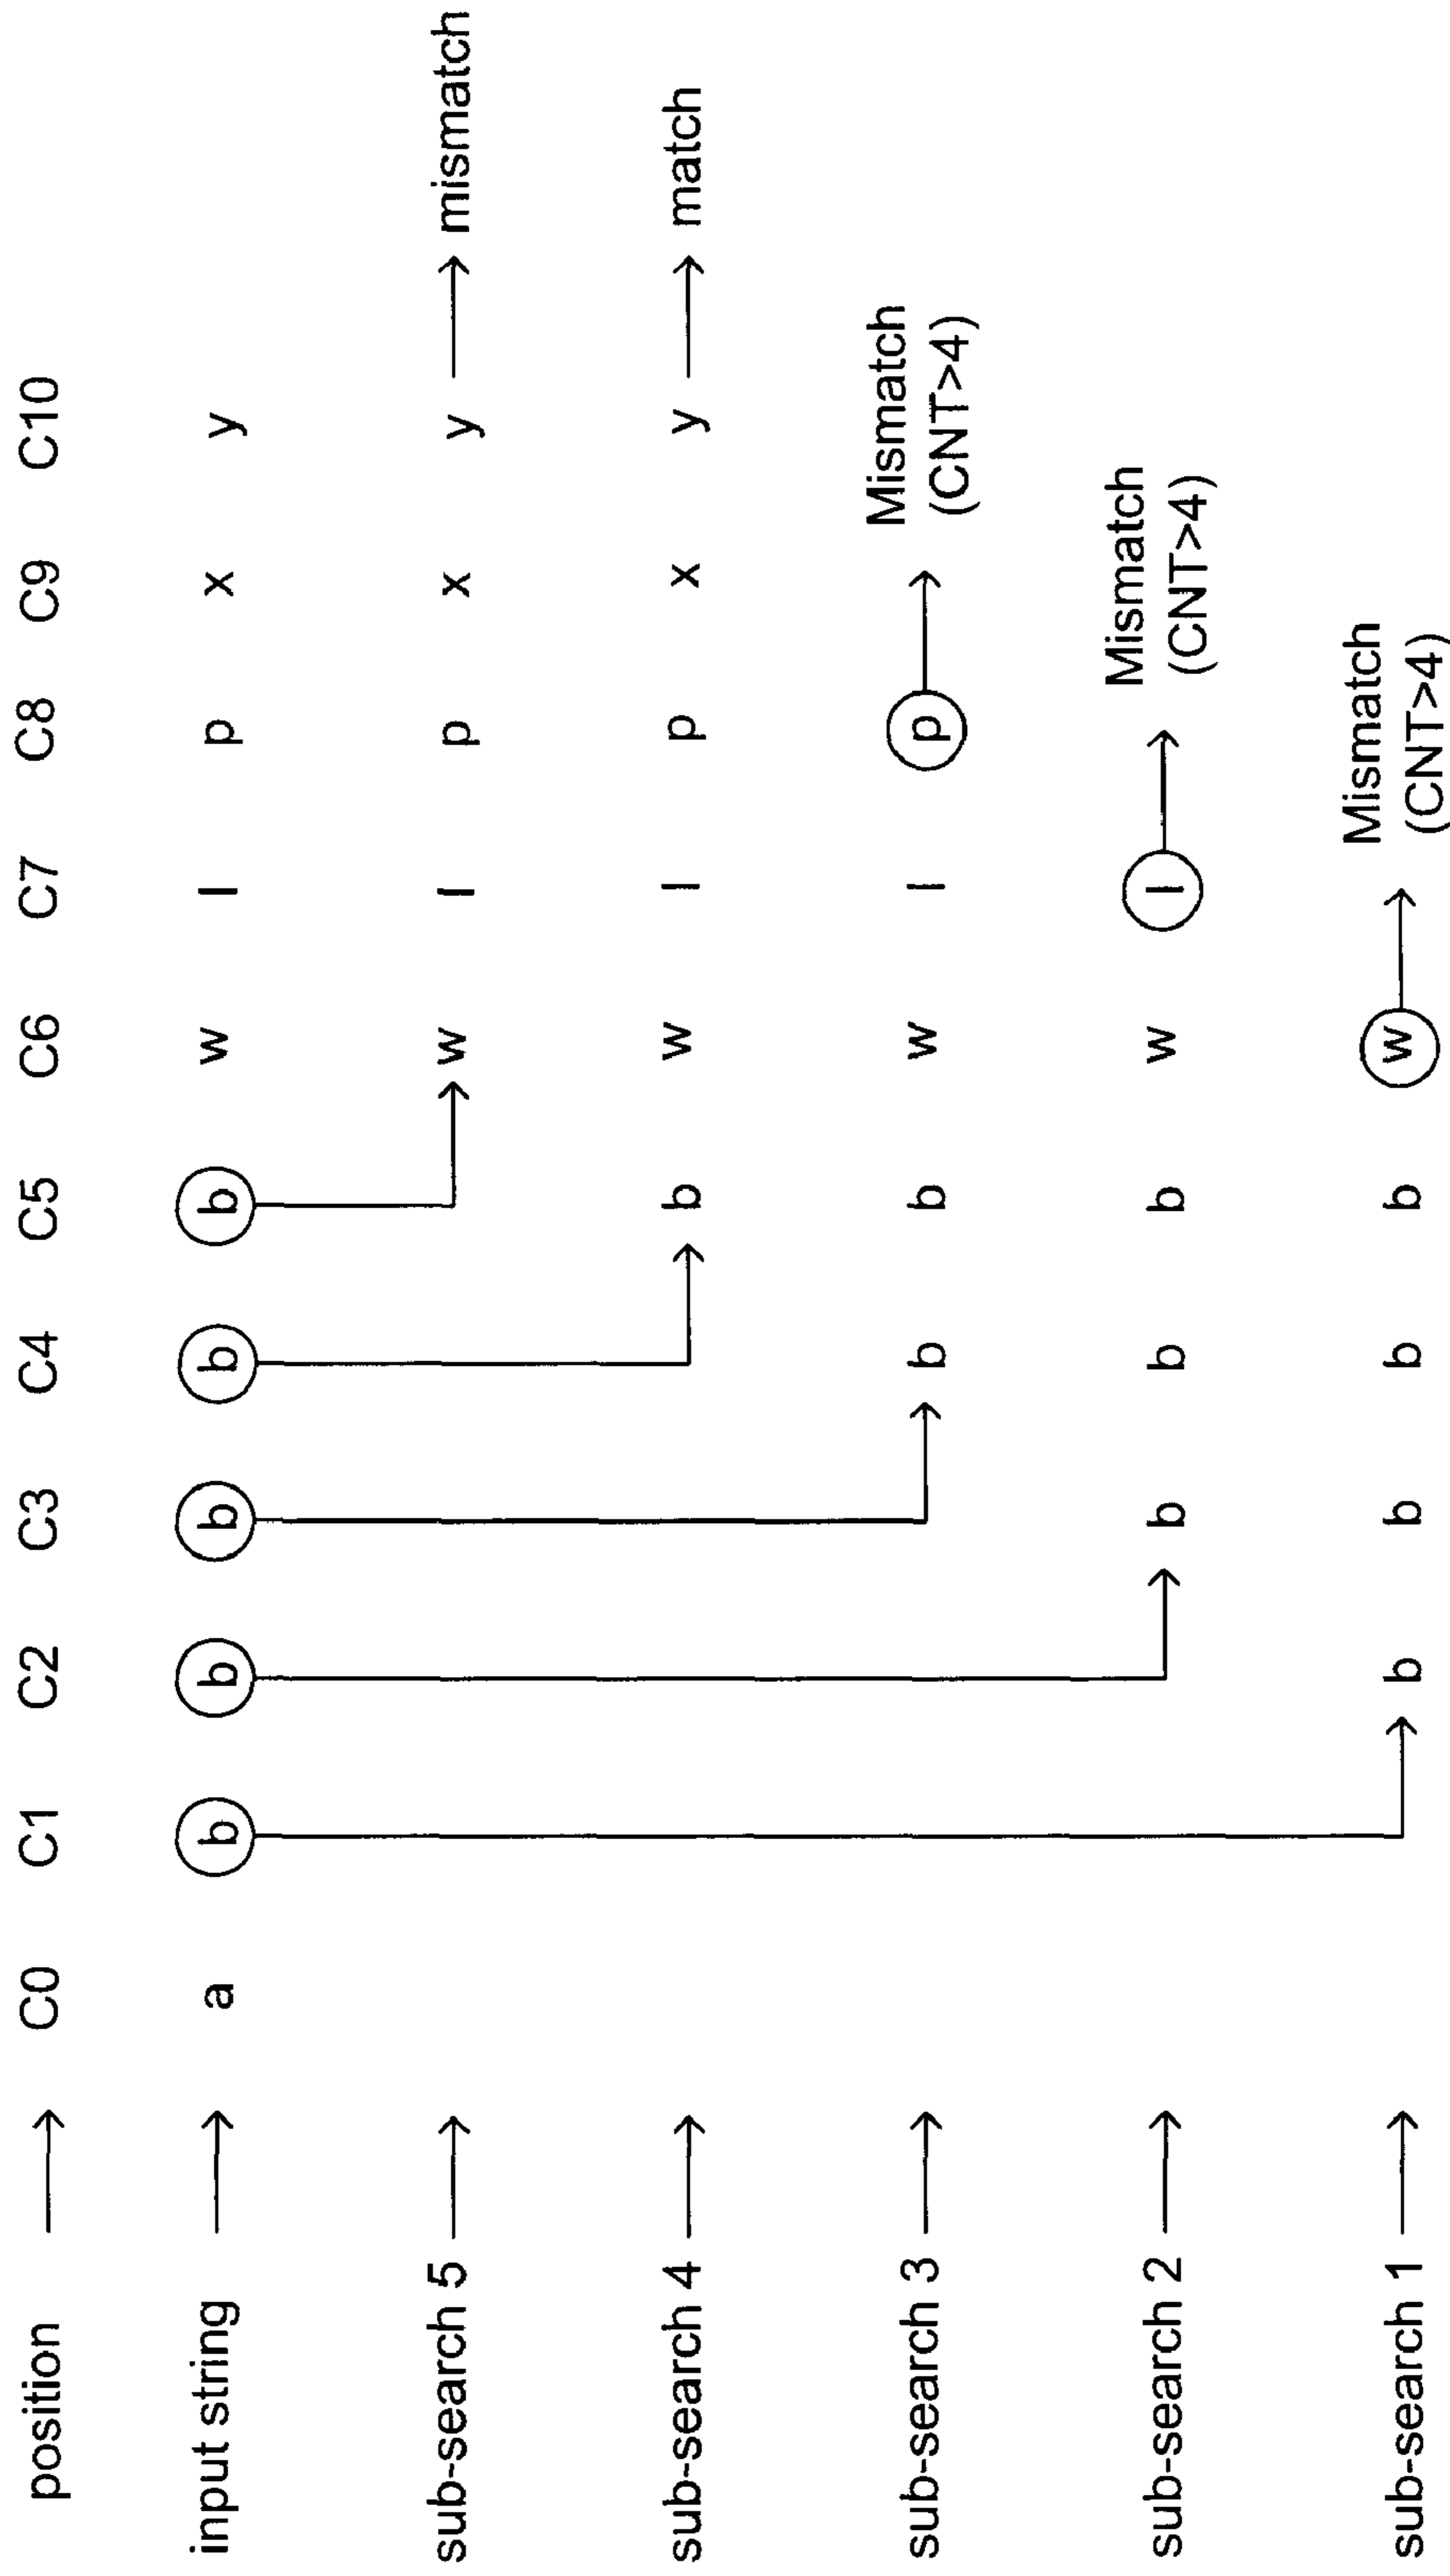 position → C0 C1 C2 C3 C4 C5 C6 C7 C8 C9 C10
input string → a b b b b b w l p x y
sub-search 5 → w l p x y → mismatch
sub-search 4 → b w l p x y → match
sub-search 3 → b b w l p → Mismatch
(CNT>4)
sub-search 2 → b b b w l → Mismatch
(CNT>4)
sub-search 1 → b b b b w → Mismatch
(CNT>4)